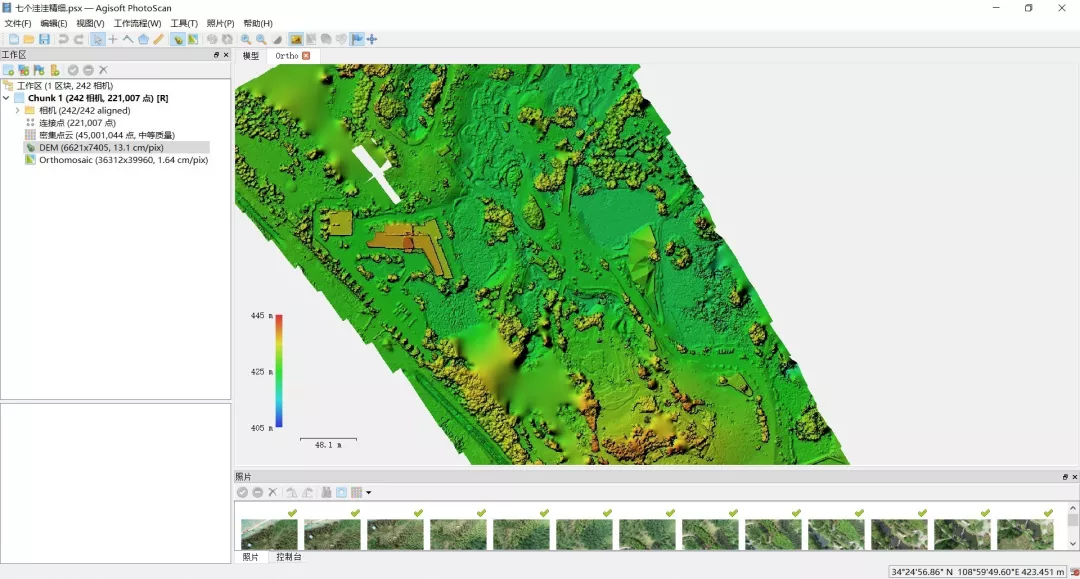 七个洼洼精细.psx — Agisoft PhotoScan
文件(F) 编辑(E) 视图(V) 工作流程(W) 工具(T) 照片(P) 帮助(H)
工作区
模型 Ortho
工作区 (1 区块, 242 相机)
Chunk 1 (242 相机, 221,007 点) [R]
相机 (242/242 aligned)
连接点 (221,007 点)
密集点云 (45,001,044 点, 中等质量)
DEM (6621x7405, 13.1 cm/pix)
Orthomosaic (36312x39960, 1.64 cm/pix)
445 m
425 m
405 m
48.1 m
照片
照片 控制台
34°24'56.86" N 108°59'49.60"E 423.451 m